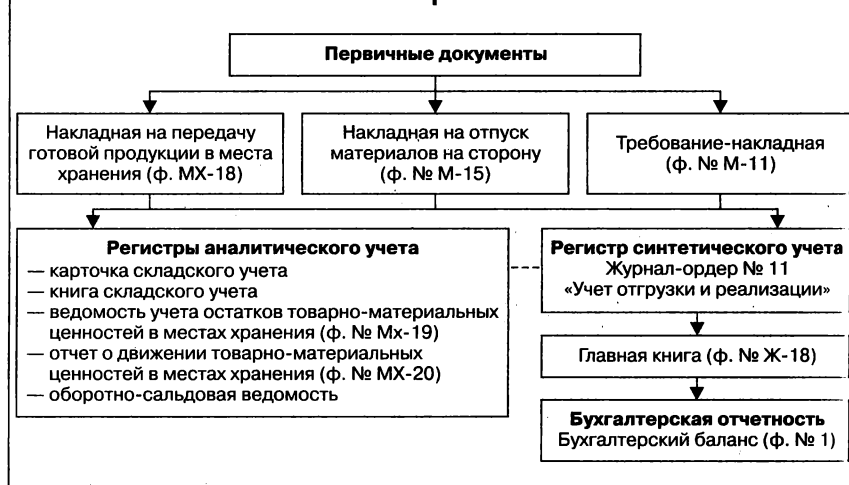 Первичные документы
Накладная на передачу
готовой продукции в места
хранения (ф. МХ-18)
Накладная на отпуск
материалов на сторону
(ф. № М-15)
Требование-накладная
(ф. № М-11)
Регистры аналитического учета
— карточка складского учета
— книга складского учета
— ведомость учета остатков товарно-материальных
ценностей в местах хранения (ф. № Мх-19)
— отчет о движении товарно-материальных
ценностей в местах хранения (ф. № МХ-20)
— оборотно-сальдовая ведомость
Регистр синтетического учета
Журнал-ордер № 11
«Учет отгрузки и реализации»
Главная книга (ф. № Ж-18)
Бухгалтерская отчетность
Бухгалтерский баланс (ф. № 1)